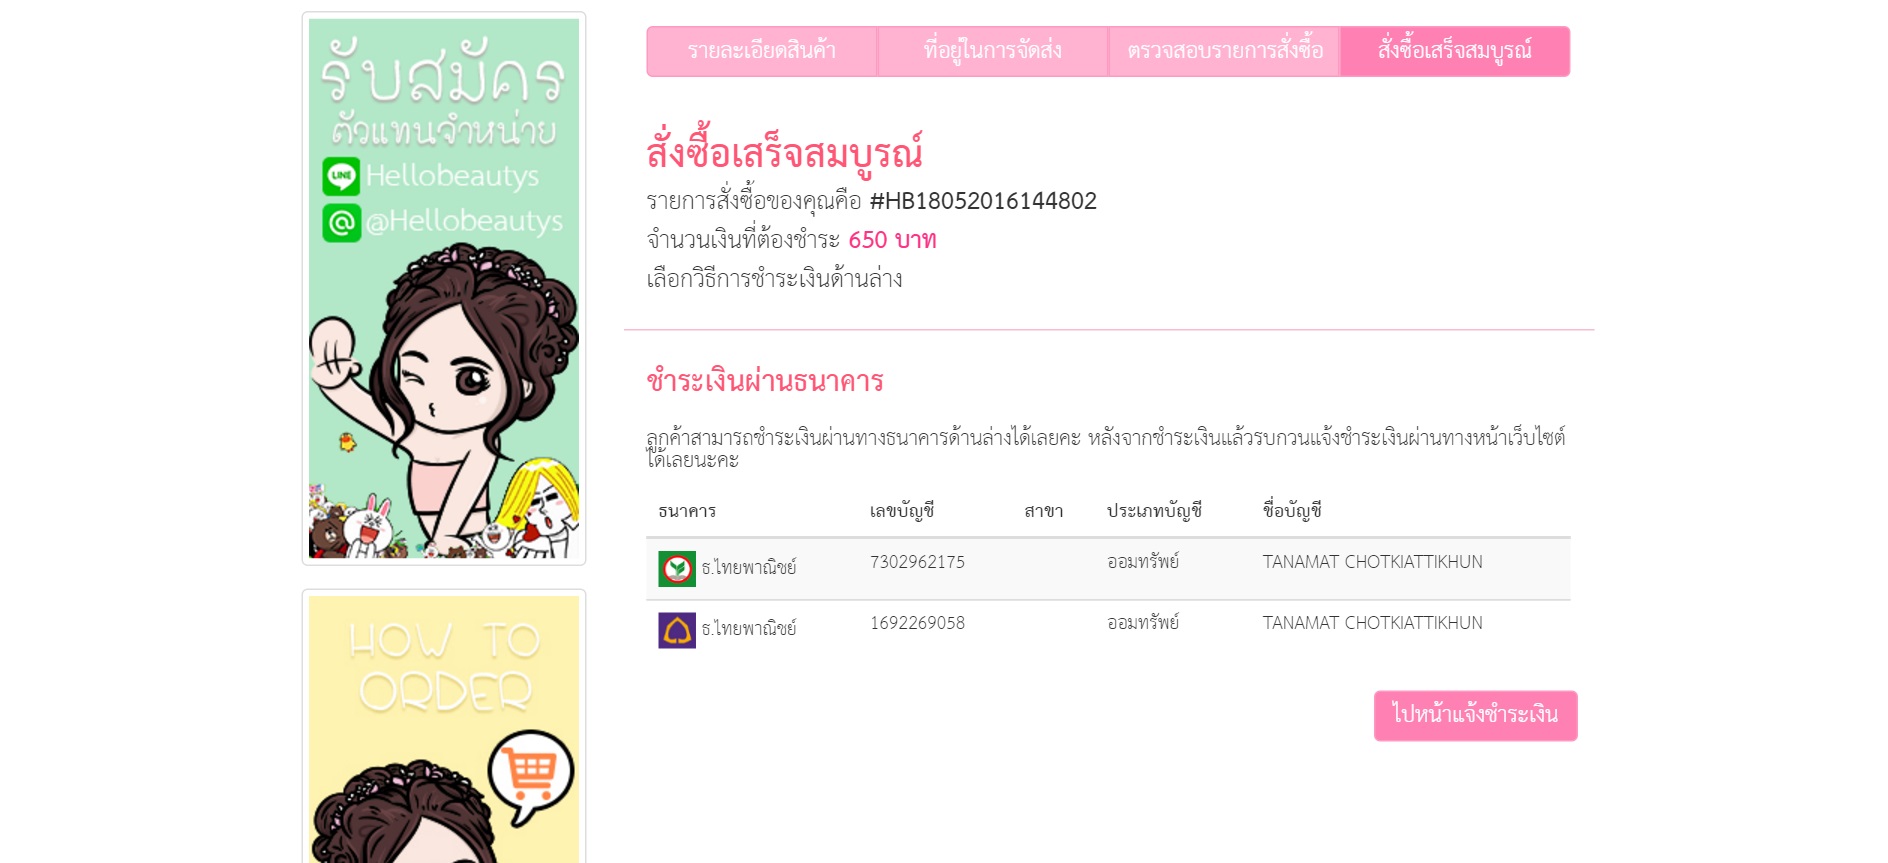 รับสมัคร
ตัวแทนจำหน่าย
LINE Hellobeautys
@ @Hellobeautys
HOW TO
ORDER
รายละเอียดสินค้า ที่อยู่ในการจัดส่ง ตรวจสอบรายการสั่งซื้อ สั่งซื้อเสร็จสมบูรณ์
สั่งซื้อเสร็จสมบูรณ์
รายการสั่งซื้อของคุณคือ #HB18052016144802
จำนวนเงินที่ต้องชำระ 650 บาท
เลือกวิธีการชำระเงินด้านล่าง
ชำระเงินผ่านธนาคาร
ลูกค้าสามารถชำระเงินผ่านทางธนาคารด้านล่างได้เลยคะ หลังจากชำระเงินแล้วรบกวนแจ้งชำระเงินผ่านทางหน้าเว็บไซต์
ได้เลยนะคะ
ธนาคาร เลขบัญชี สาขา ประเภทบัญชี ชื่อบัญชี
ธ.ไทยพาณิชย์ 7302962175 ออมทรัพย์ TANAMAT CHOTKIATTIKHUN
ธ.ไทยพาณิชย์ 1692269058 ออมทรัพย์ TANAMAT CHOTKIATTIKHUN
ไปหน้าแจ้งชำระเงิน